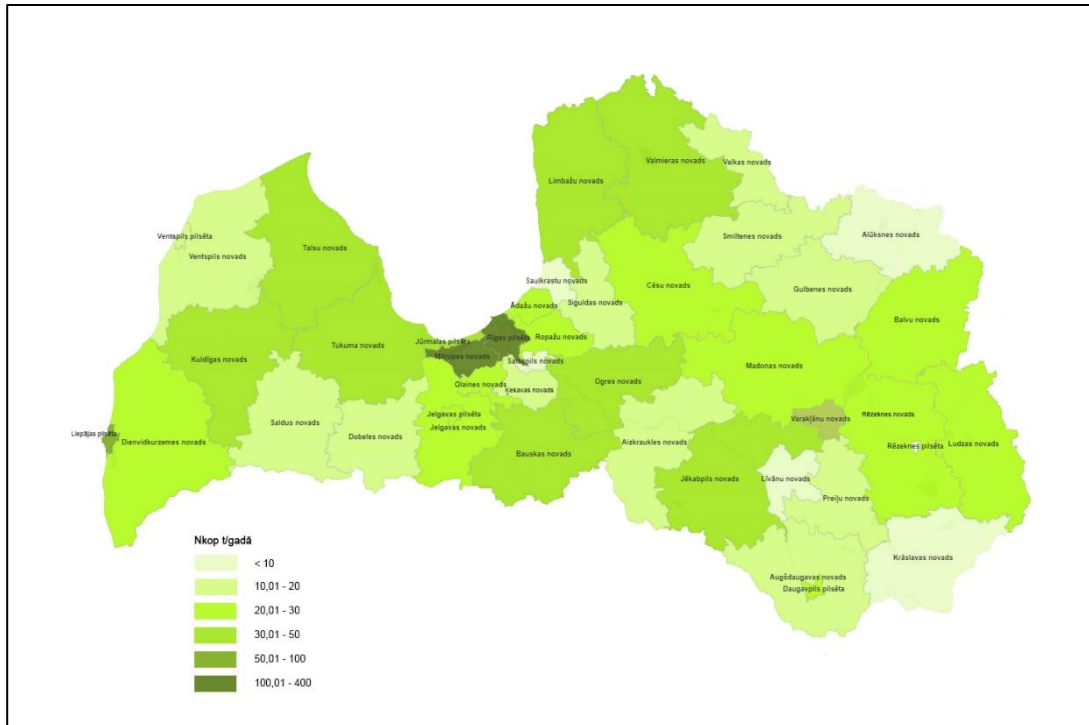 Valkas novads
Valmieras novads
Limbažu novads
Smiltenes novads
Alūksnes novads
Ventspils pilsēta
Ventspils novads
Talsu novads
Saulkrastu novads
Siguldas novads
Cēsu novads
Gulbenes novads
Ādažu novads
Balvu novads
Jūrmalas pilsēta
Rīgas pilsēta
Ropažu novads
Kuldīgas novads
Tukuma novads
Mārupes novads
Salaspils novads
Madonas novads
Olaines novads
Ķekavas novads
Ogres novads
Saldus novads
Dobeles novads
Jelgavas pilsēta
Jelgavas novads
Varakļānu novads
Rēzeknes novads
Liepājas pilsēta
Dienvidkurzemes novads
Bauskas novads
Aizkraukles novads
Rēzeknes pilsēta
Ludzas novads
Jēkabpils novads
Līvānu novads
Preiļu novads
Krāslavas novads
Augšdaugavas novads
Daugavpils pilsēta
Nkop t/gadā
< 10
10,01 - 20
20,01 - 30
30,01 - 50
50,01 - 100
100,01 - 400